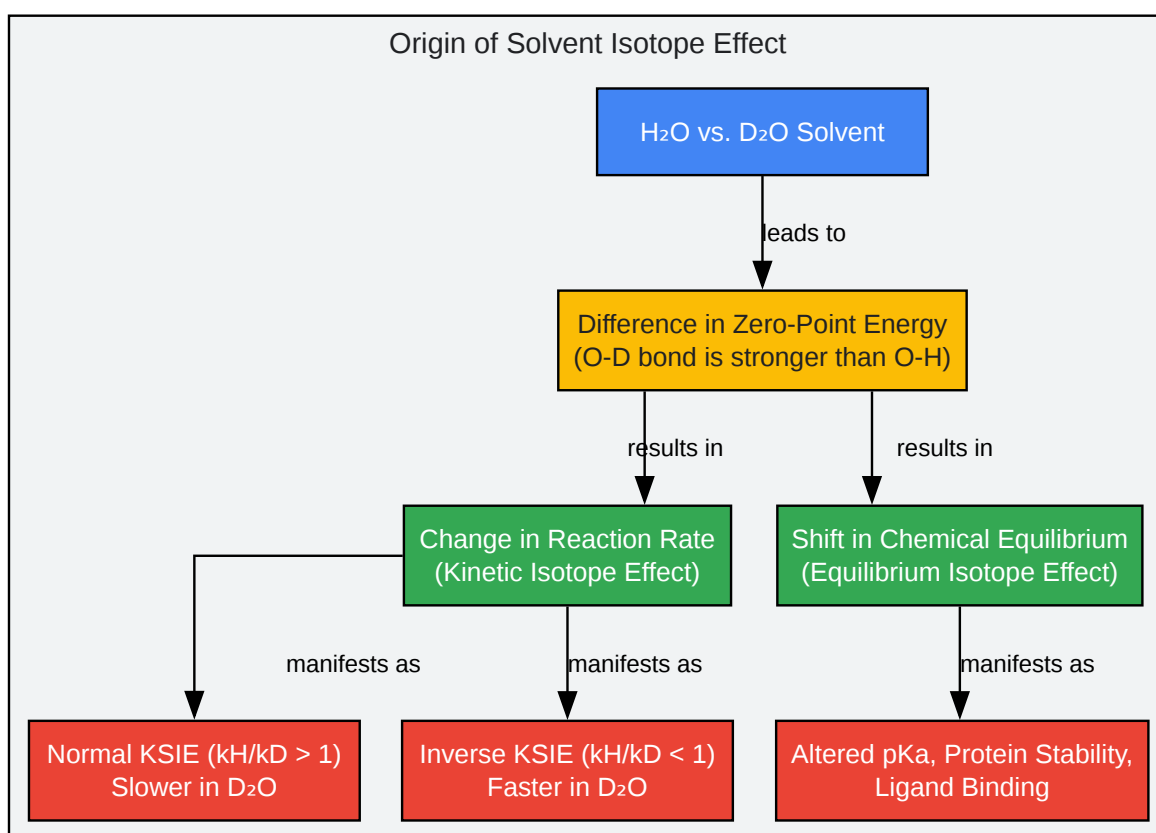 Origin of Solvent Isotope Effect
H₂O vs. D₂O Solvent
leads to
Difference in Zero-Point Energy
(O-D bond is stronger than O-H)
results in
results in
Change in Reaction Rate
(Kinetic Isotope Effect)
Shift in Chemical Equilibrium
(Equilibrium Isotope Effect)
manifests as
manifests as
manifests as
Normal KSIE (kH/kD > 1)
Slower in D₂O
Inverse KSIE (kH/kD < 1)
Faster in D₂O
Altered pKa, Protein Stability,
Ligand Binding